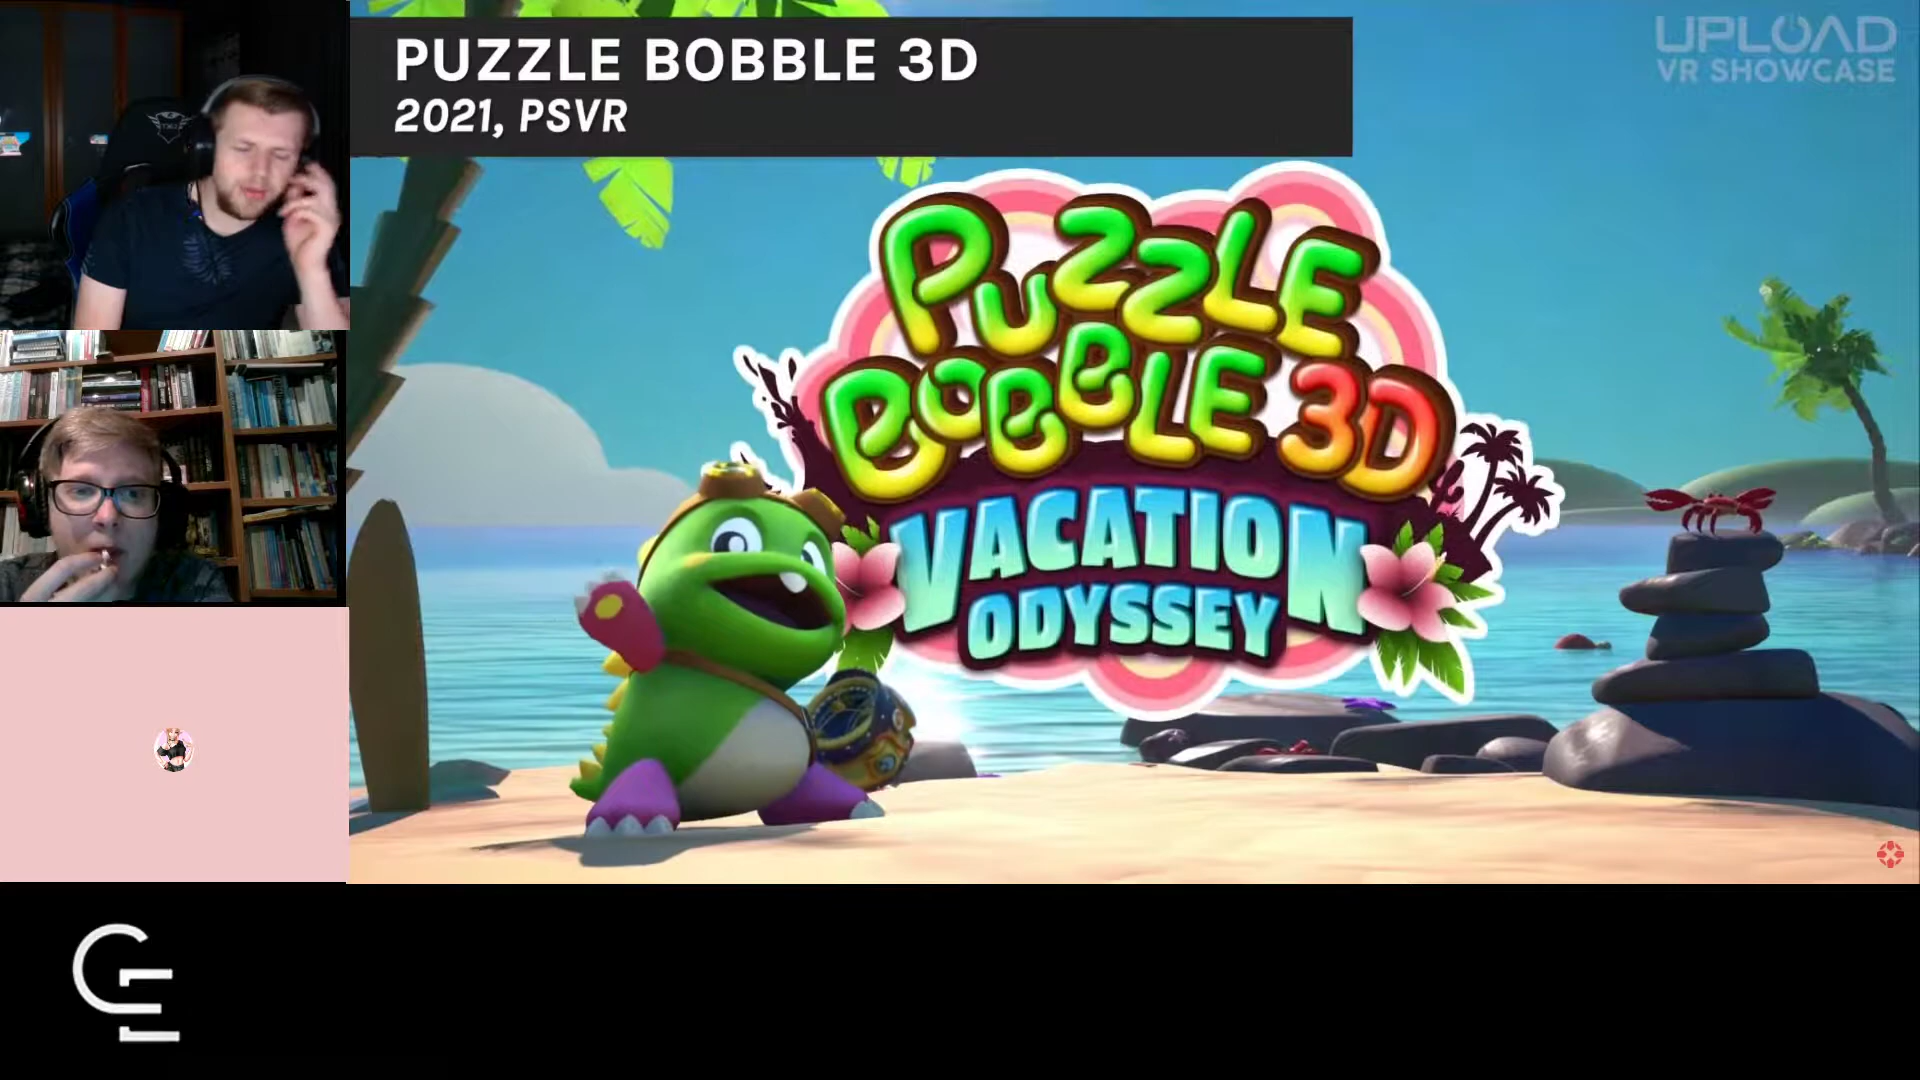 PUZZLE BOBBLE 3D
2021, PSVR
UPLOAD
VR SHOWCASE
PUZZLE
BOBBLE 3D
VACATION
ODYSSEY